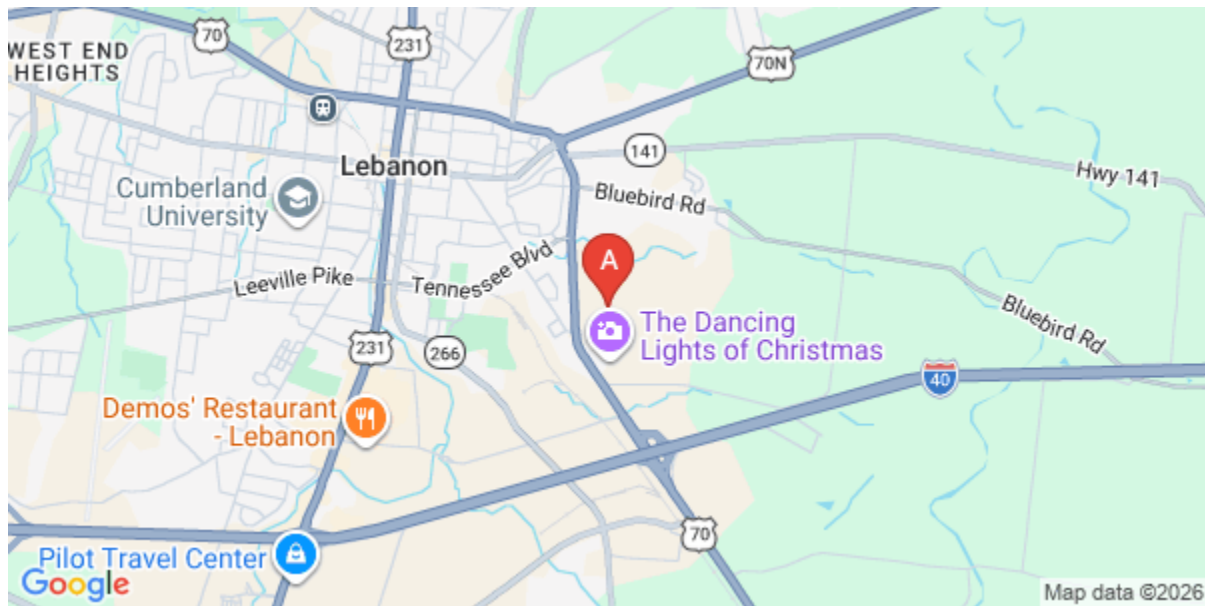 70
231
WEST END
HEIGHTS
70N
Lebanon
141
Hwy 141
Cumberland
University
Bluebird Rd
Tennessee Blvd
A
Leeville Pike
Bluebird Rd
The Dancing
Lights of Christmas
231
266
40
Demos' Restaurant
- Lebanon
70
Pilot Travel Center
Google
Map data ©2026